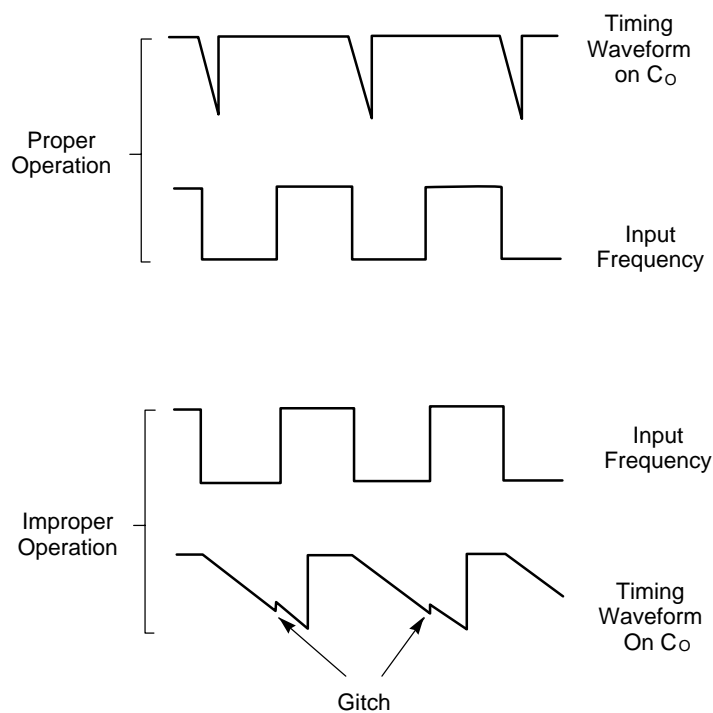 Timing
Waveform
on CO
Proper
Operation
Input
Frequency
Input
Frequency
Improper
Operation
Timing
Waveform
On CO
Gitch